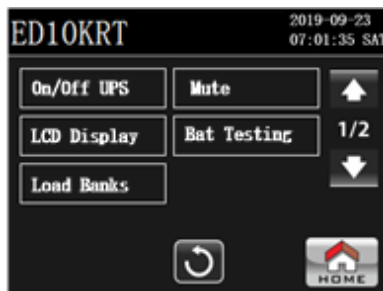 ED10KRT
2019-09-23
07:01:35 SAT
On/Off UPS
Mute
LCD Display
Bat Testing
1/2
Load Banks
HOME